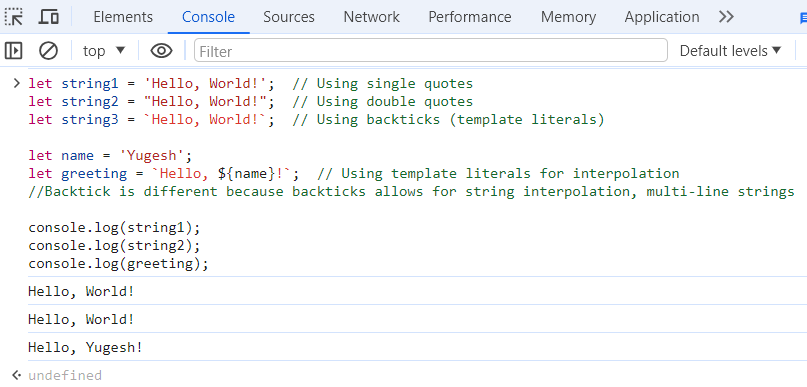 Elements Console Sources Network Performance Memory Application
top Filter Default levels
let string1 = 'Hello, World!';  // Using single quotes
let string2 = "Hello, World!";  // Using double quotes
let string3 = `Hello, World!`;  // Using backticks (template literals)
let name = 'Yugesh';
let greeting = `Hello, ${name}!`;  // Using template literals for interpolation
//Backtick is different because backticks allows for string interpolation, multi-line strings
console.log(string1);
console.log(string2);
console.log(greeting);
Hello, World!
Hello, World!
Hello, Yugesh!
undefined